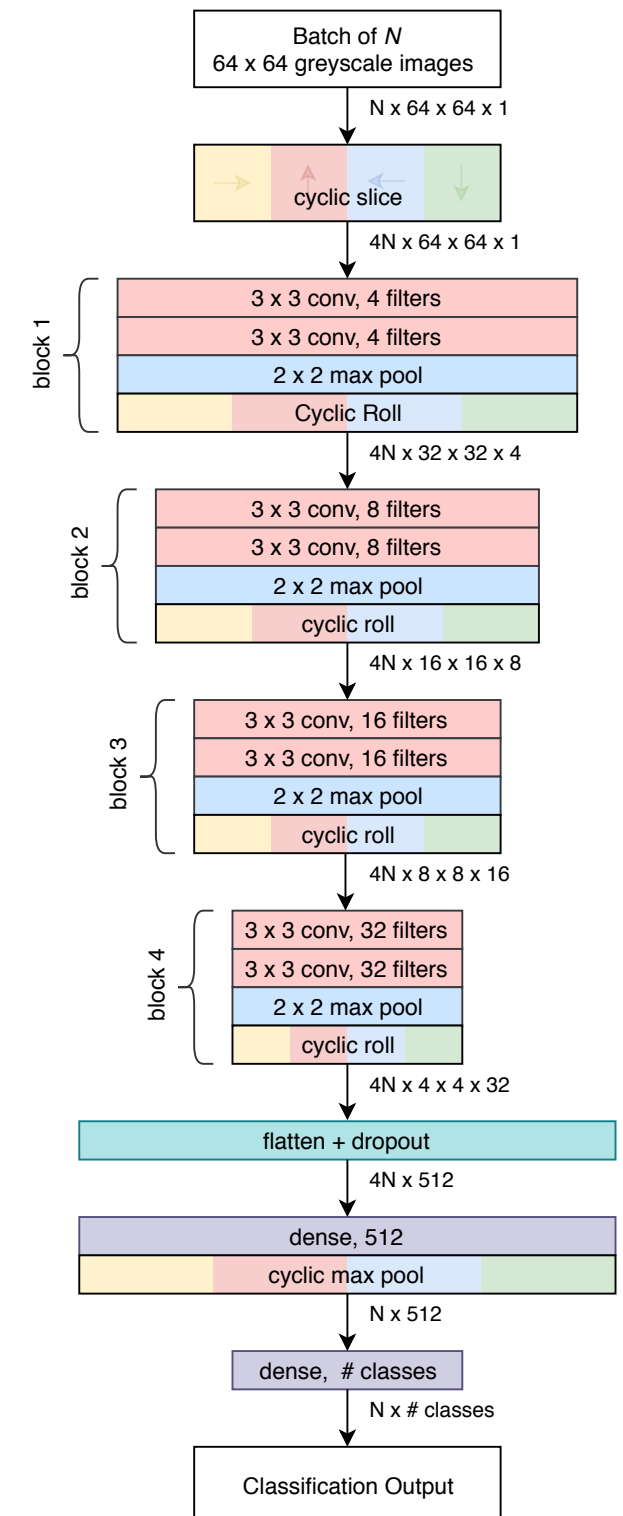 Batch of N
64 x 64 greyscale images
N x 64 x 64 x 1
cyclic slice
4N x 64 x 64 x 1
block 1
3 x 3 conv, 4 filters
3 x 3 conv, 4 filters
2 x 2 max pool
Cyclic Roll
4N x 32 x 32 x 4
block 2
3 x 3 conv, 8 filters
3 x 3 conv, 8 filters
2 x 2 max pool
cyclic roll
4N x 16 x 16 x 8
block 3
3 x 3 conv, 16 filters
3 x 3 conv, 16 filters
2 x 2 max pool
cyclic roll
4N x 8 x 8 x 16
block 4
3 x 3 conv, 32 filters
3 x 3 conv, 32 filters
2 x 2 max pool
cyclic roll
4N x 4 x 4 x 32
flatten + dropout
4N x 512
dense, 512
cyclic max pool
N x 512
dense, # classes
N x # classes
Classification Output